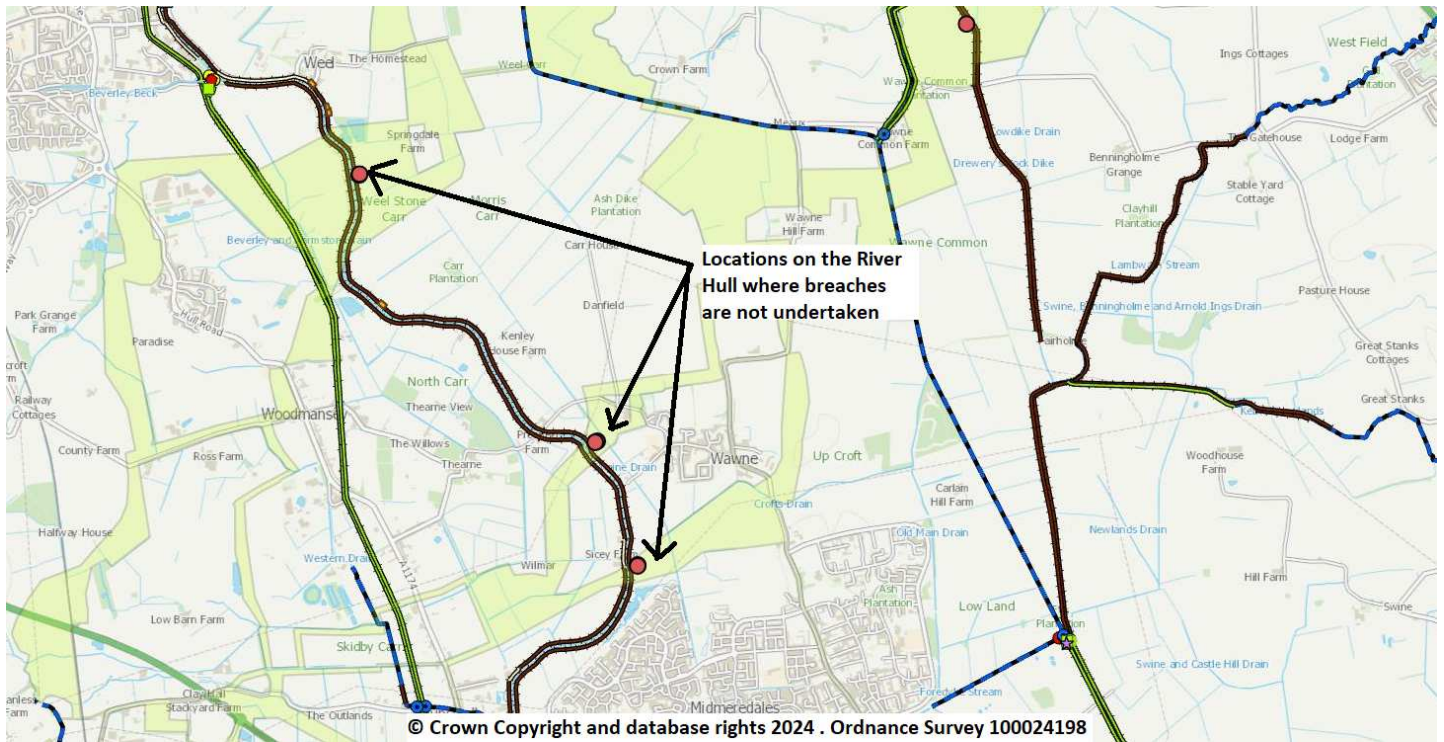 The Homestead
Weel
Weel Carr
Crown Farm
Ings Cottages
West Field
Plantation
Beverley Beck
Wawne Common
Plantation
Meaux
Common Farm
Springdale
Farm
Drewery
Dike
The Gatehouse
Lodge Farm
Benningholme
Grange
Stable Yard
Cottage
Weel Stone
Carr
Morris
Carr
Ash Dike
Plantation
Wawne
Hill Farm
Clayhill
Plantation
Beverley and
Drain
Carr House
Wawne Common
Locations on the River
Hull where breaches
are not undertaken
Carr
Plantation
Stream
Pasture House
Danfield
Swine, Benningholme and Arnold Ings Drain
Park Grange
Farm
Hull Road
Paradise
Kenley
House Farm
Great Stanks
Cottages
North Carr
Railway
Cottages
Woodmansey
Thearne View
Great Stanks
County Farm
Ross Farm
The Willows
Thearne
Farm
Drain
Wawne
Up Croft
Woodhouse
Farm
Carlam
Hill Farm
Crofts Drain
Halfway House
Old Main Drain
Newlands Drain
Western Drain
A1174
Wilmar
Sicey
Ash
Plantation
Hill Farm
Low Land
Swine
Low Barn Farm
Skidby
Swine and Castle Hill Drain
Clay Hall
Stackyard Farm
The Outlands
Midmeredales
Stream
© Crown Copyright and database rights 2024 . Ordnance Survey 100024198